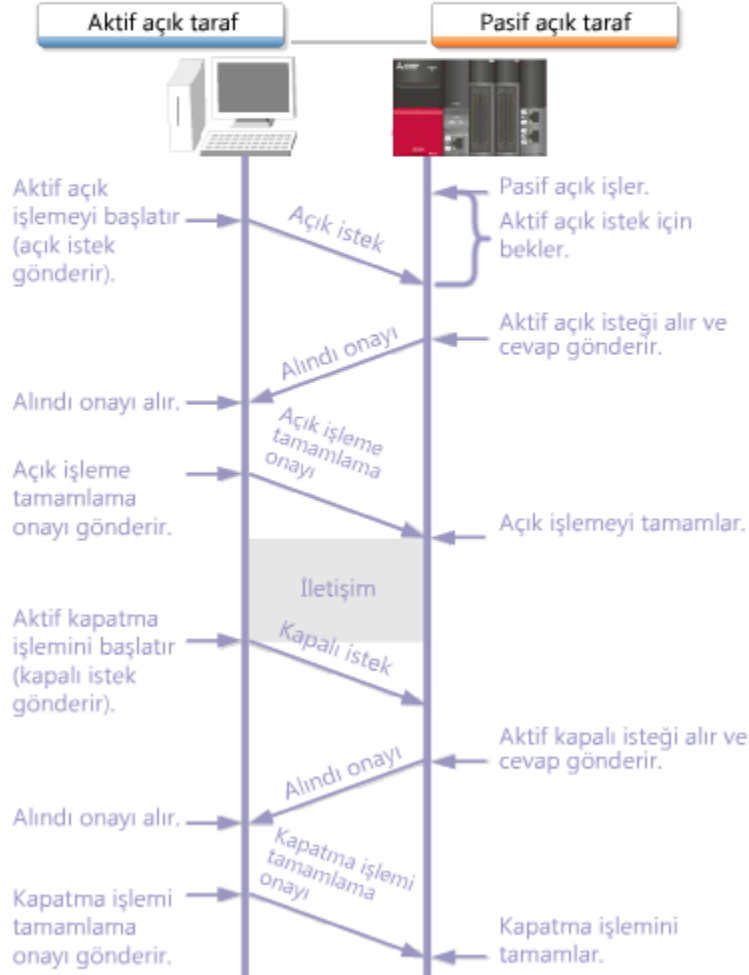 Aktif açık taraf
Pasif açık taraf
Aktif açık
işlemeyi başlatır
(açık istek
gönderir).
Açık istek
Pasif açık işler.
Aktif açık istek için
bekler.
Aktif açık isteği alır ve
cevap gönderir.
Alındı onayı
Alındı onayı alır.
Açık işleme
tamamlama
onayı
Açık işleme
tamamlama
onayı gönderir.
Açık işlemeyi tamamlar.
İletişim
Aktif kapatma
işlemini başlatır
(kapalı istek
gönderir).
Kapalı istek
Aktif kapalı isteği alır ve
cevap gönderir.
Alındı onayı
Alındı onayı alır.
Kapatma işlemi
tamamlama
onayı
Kapatma işlemi
tamamlama
onayı gönderir.
Kapatma işlemini
tamamlar.